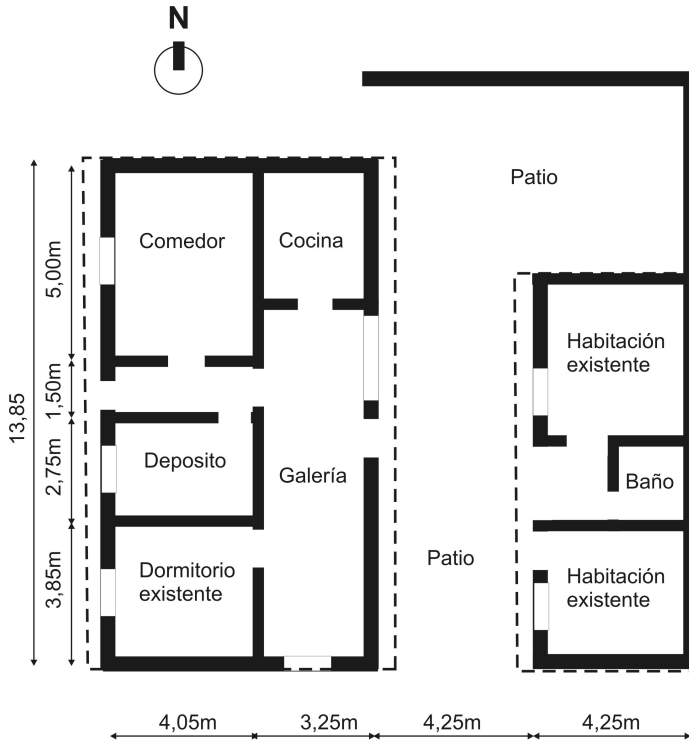 N
Patio
Comedor
Cocina
5,00m
Habitación
existente
1,50m
13,85
Deposito
Galería
Baño
2,75m
Patio
Dormitorio
existente
Habitación
existente
3,85m
4,05m
3,25m
4,25m
4,25m